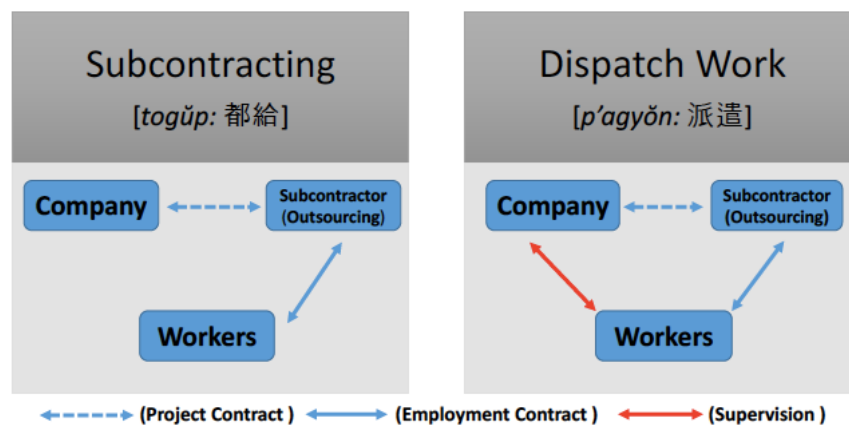 Subcontracting
[togŭp: 都給]
Company
Subcontractor
(Outsourcing)
Workers
Dispatch Work
[p’agyŏn: 派遣]
Company
Subcontractor
(Outsourcing)
Workers
(Project Contract )
(Employment Contract )
(Supervision )